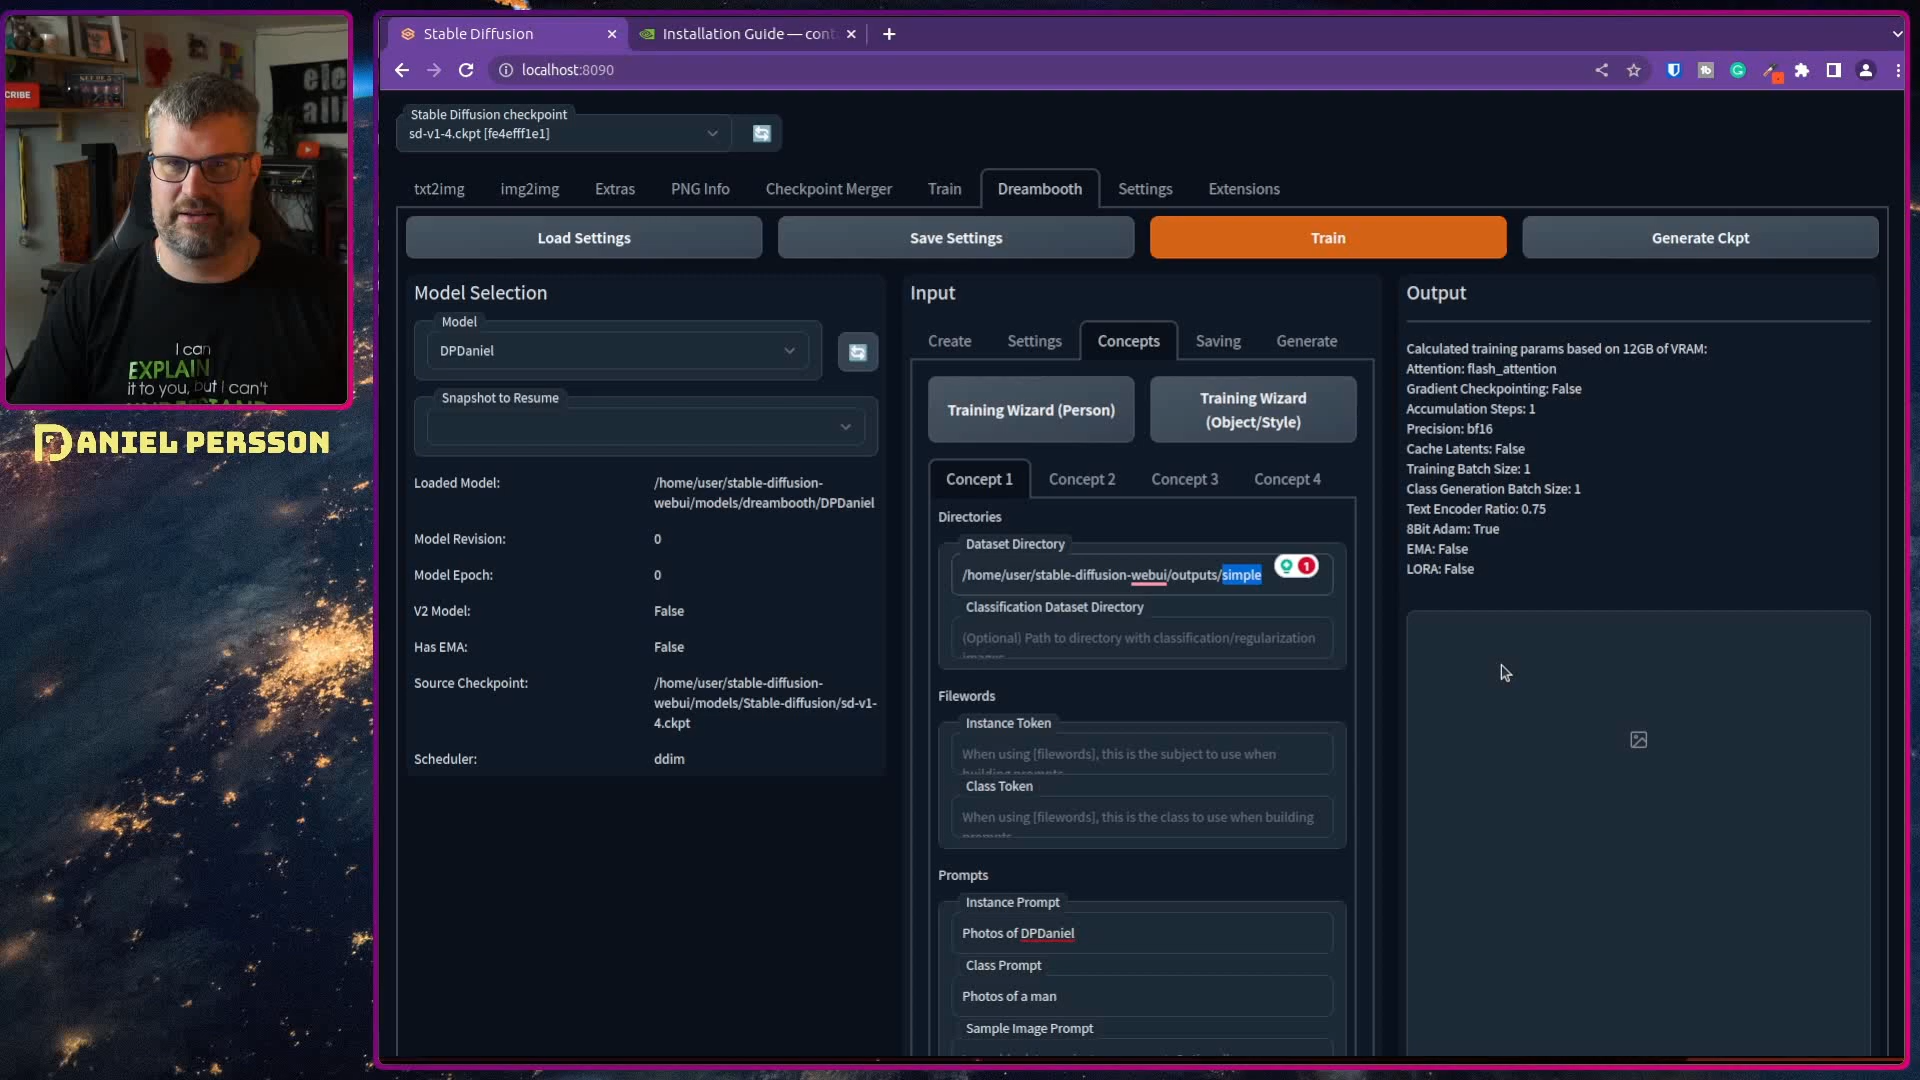 CRIBE
I can
EXPLAIN
it to you, but I can't
ANIEL PERSSON
Stable Diffusion
Installation Guide — cont
localhost:8090
Stable Diffusion checkpoint
sd-v1-4.ckpt [fe4efff1e1]
txt2img
img2img
Extras
PNG Info
Checkpoint Merger
Train
Dreambooth
Settings
Extensions
Load Settings
Save Settings
Train
Generate Ckpt
Model Selection
Model
DPDaniel
Snapshot to Resume
Loaded Model:
/home/user/stable-diffusion-
webui/models/dreambooth/DPDaniel
Model Revision:
0
Model Epoch:
0
V2 Model:
False
Has EMA:
False
Source Checkpoint:
/home/user/stable-diffusion-
webui/models/Stable-diffusion/sd-v1-
4.ckpt
Scheduler:
ddim
Input
Create
Settings
Concepts
Saving
Generate
Training Wizard (Person)
Training Wizard
(Object/Style)
Concept 1
Concept 2
Concept 3
Concept 4
Directories
Dataset Directory
/home/user/stable-diffusion-webui/outputs/simple
1
Classification Dataset Directory
(Optional) Path to directory with classification/regularization
Filewords
Instance Token
When using [filewords], this is the subject to use when
building prompts
Class Token
When using [filewords], this is the class to use when building
prompts
Prompts
Instance Prompt
Photos of DPDaniel
Class Prompt
Photos of a man
Sample Image Prompt
Output
Calculated training params based on 12GB of VRAM:
Attention: flash_attention
Gradient Checkpointing: False
Accumulation Steps: 1
Precision: bf16
Cache Latents: False
Training Batch Size: 1
Class Generation Batch Size: 1
Text Encoder Ratio: 0.75
8Bit Adam: True
EMA: False
LORA: False